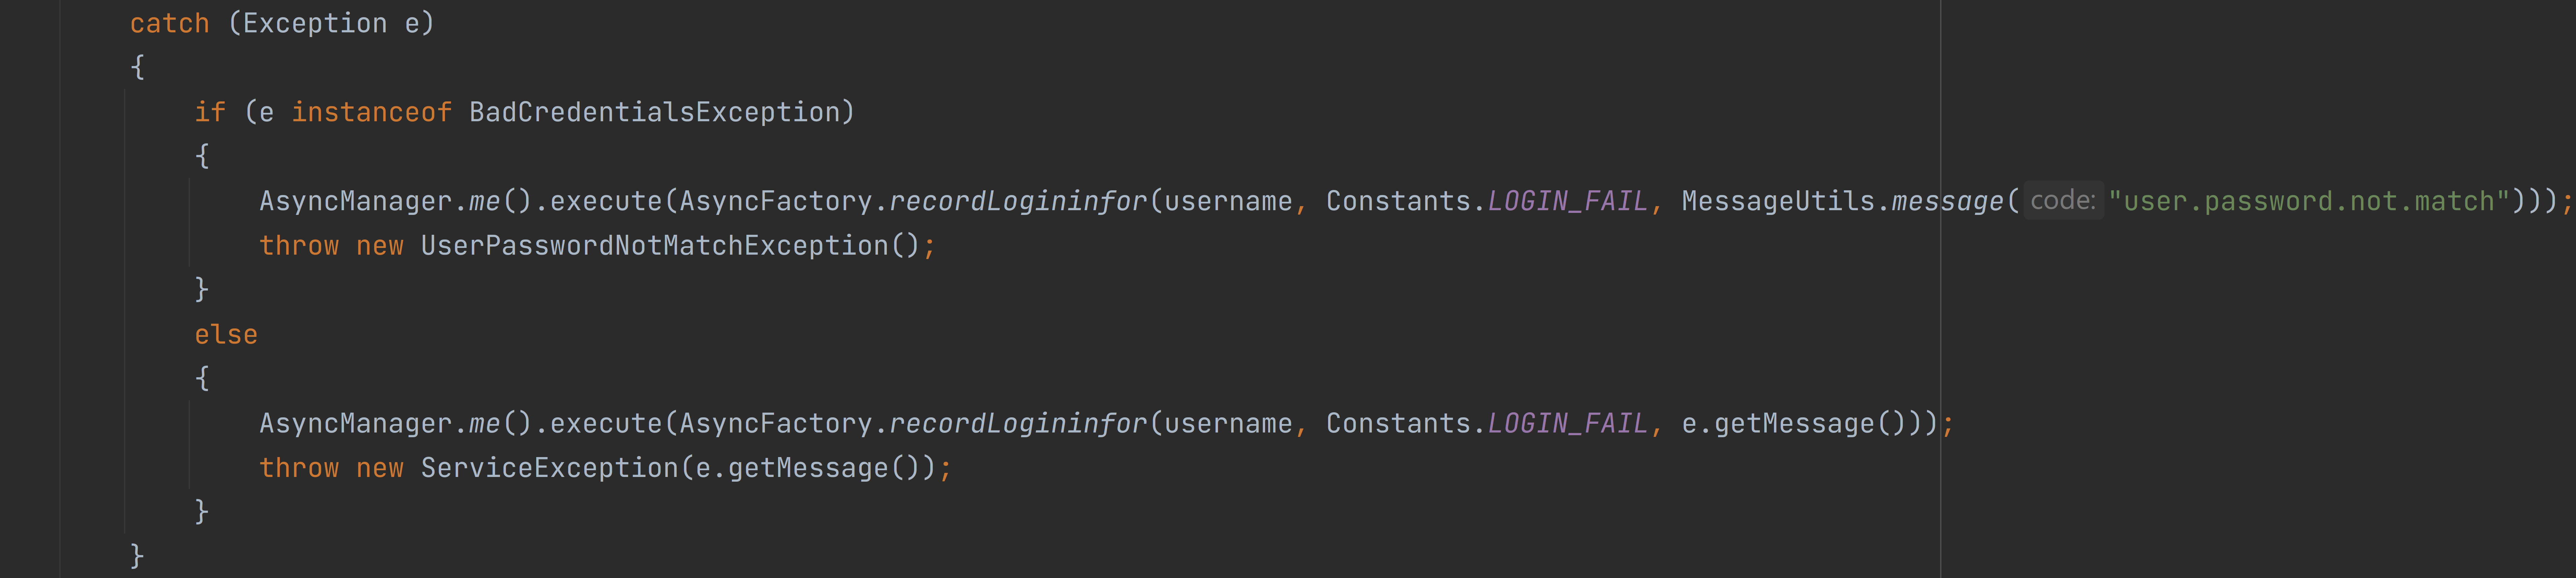 catch (Exception e)
{
if (e instanceof BadCredentialsException)
{
AsyncManager.me().execute(AsyncFactory.recordLogininfor(username, Constants.LOGIN_FAIL, MessageUtils.message( code: "user.password.not.match")));
throw new UserPasswordNotMatchException();
}
else
{
AsyncManager.me().execute(AsyncFactory.recordLogininfor(username, Constants.LOGIN_FAIL, e.getMessage()));
throw new ServiceException(e.getMessage());
}
}